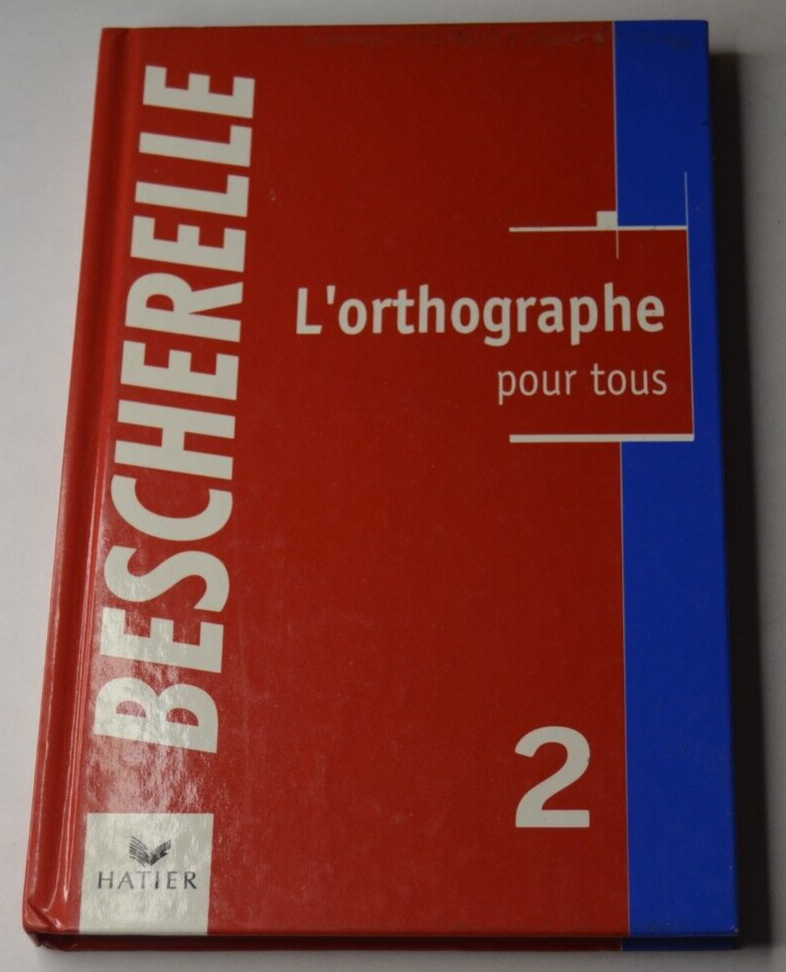 BESCHERELLE
L'orthographe
pour tous
2
HATIER